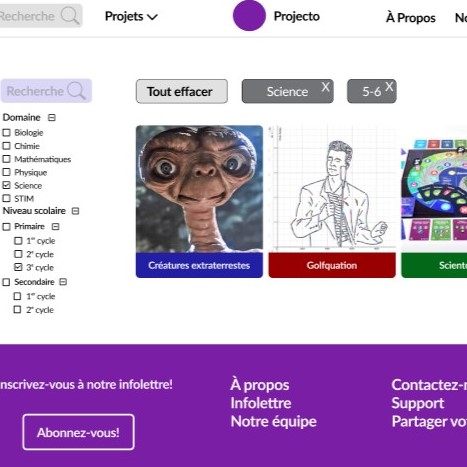 Recherche
Projets
Projecto
À Propos
Recherche
Tout effacer
Science X
5-6 X
Domaine
Biologie
Chimie
Mathématiques
Physique
Science
STIM
Niveau scolaire
Primaire
1er cycle
2e cycle
3e cycle
Secondaire
1er cycle
2e cycle
Créatures extraterrestes
Golfquation
nscrivez-vous à notre infolettre!
Abonnez-vous!
À propos
Infolettre
Notre équipe
Contactez-
Support
Partager